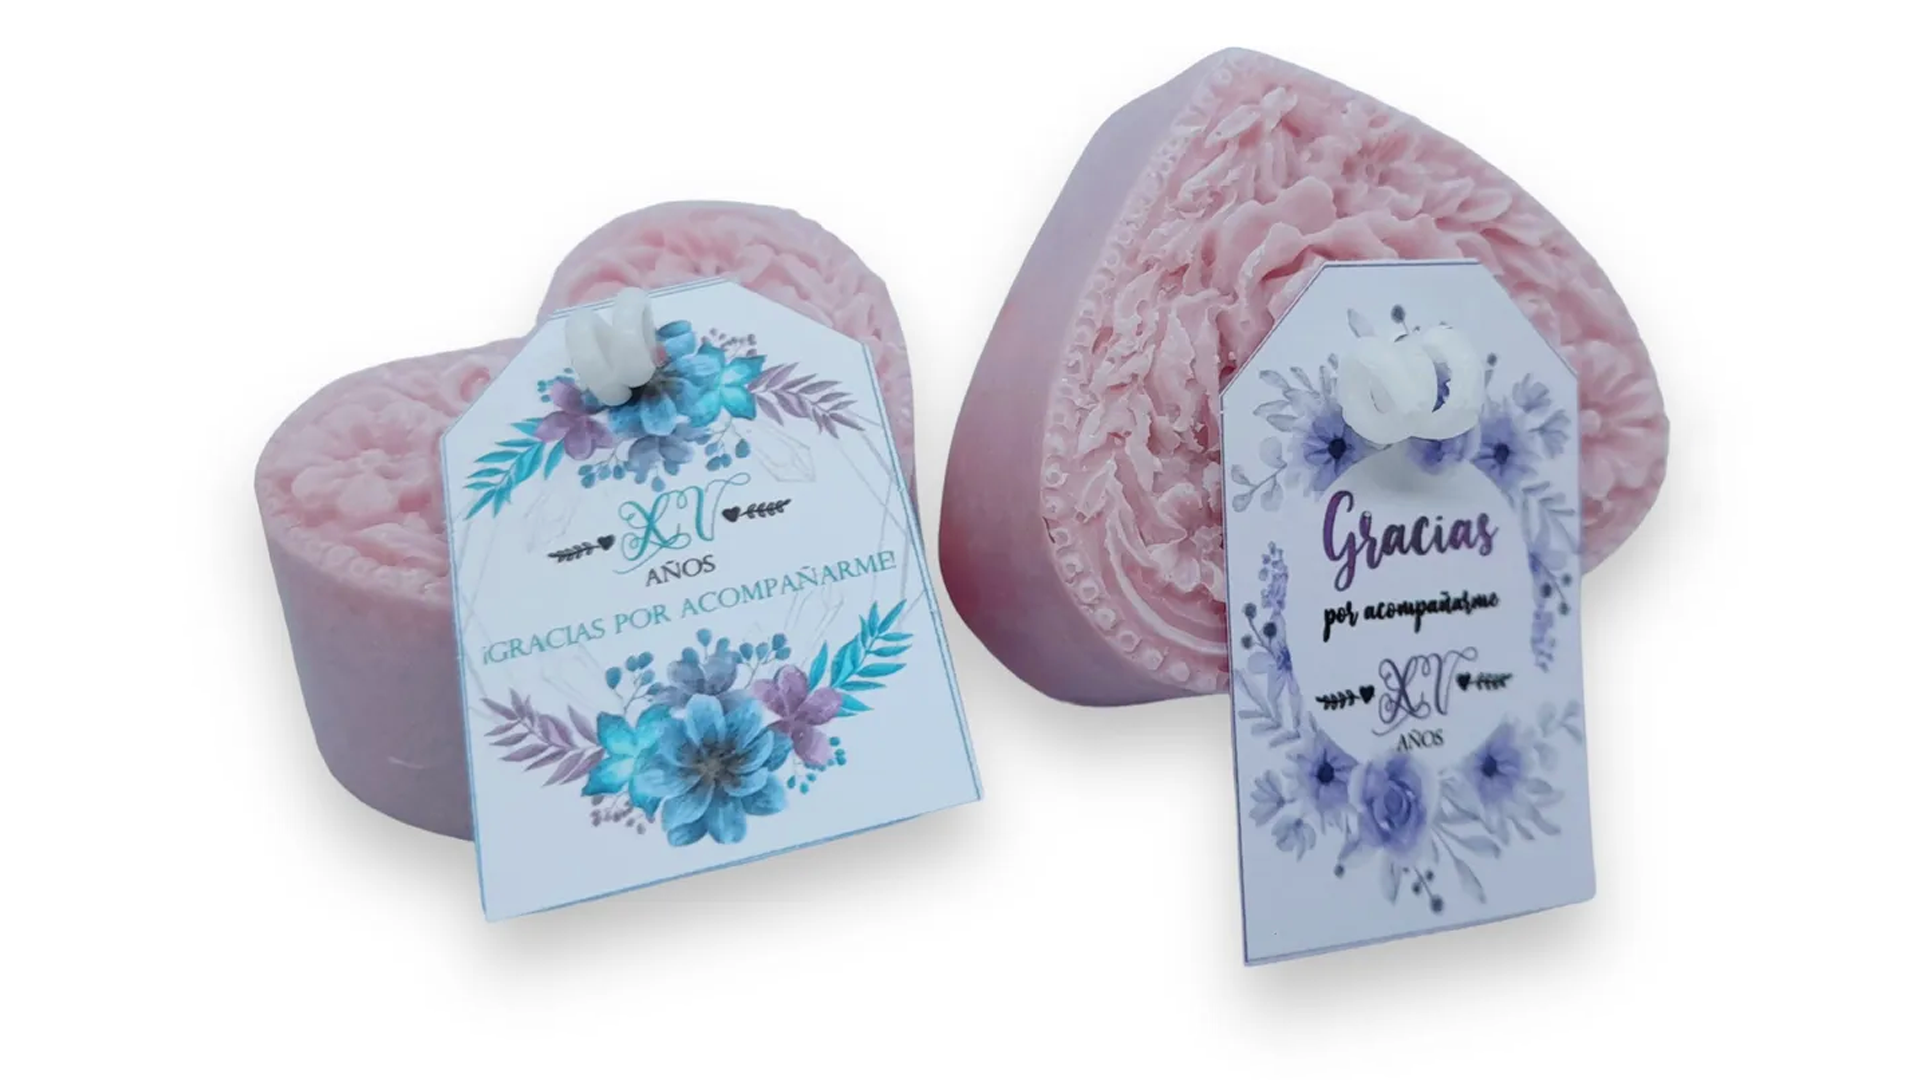 XV
AÑOS
¡GRACIAS POR ACOMPAÑARME!
Gracias
por acompañarme
XV
AÑOS